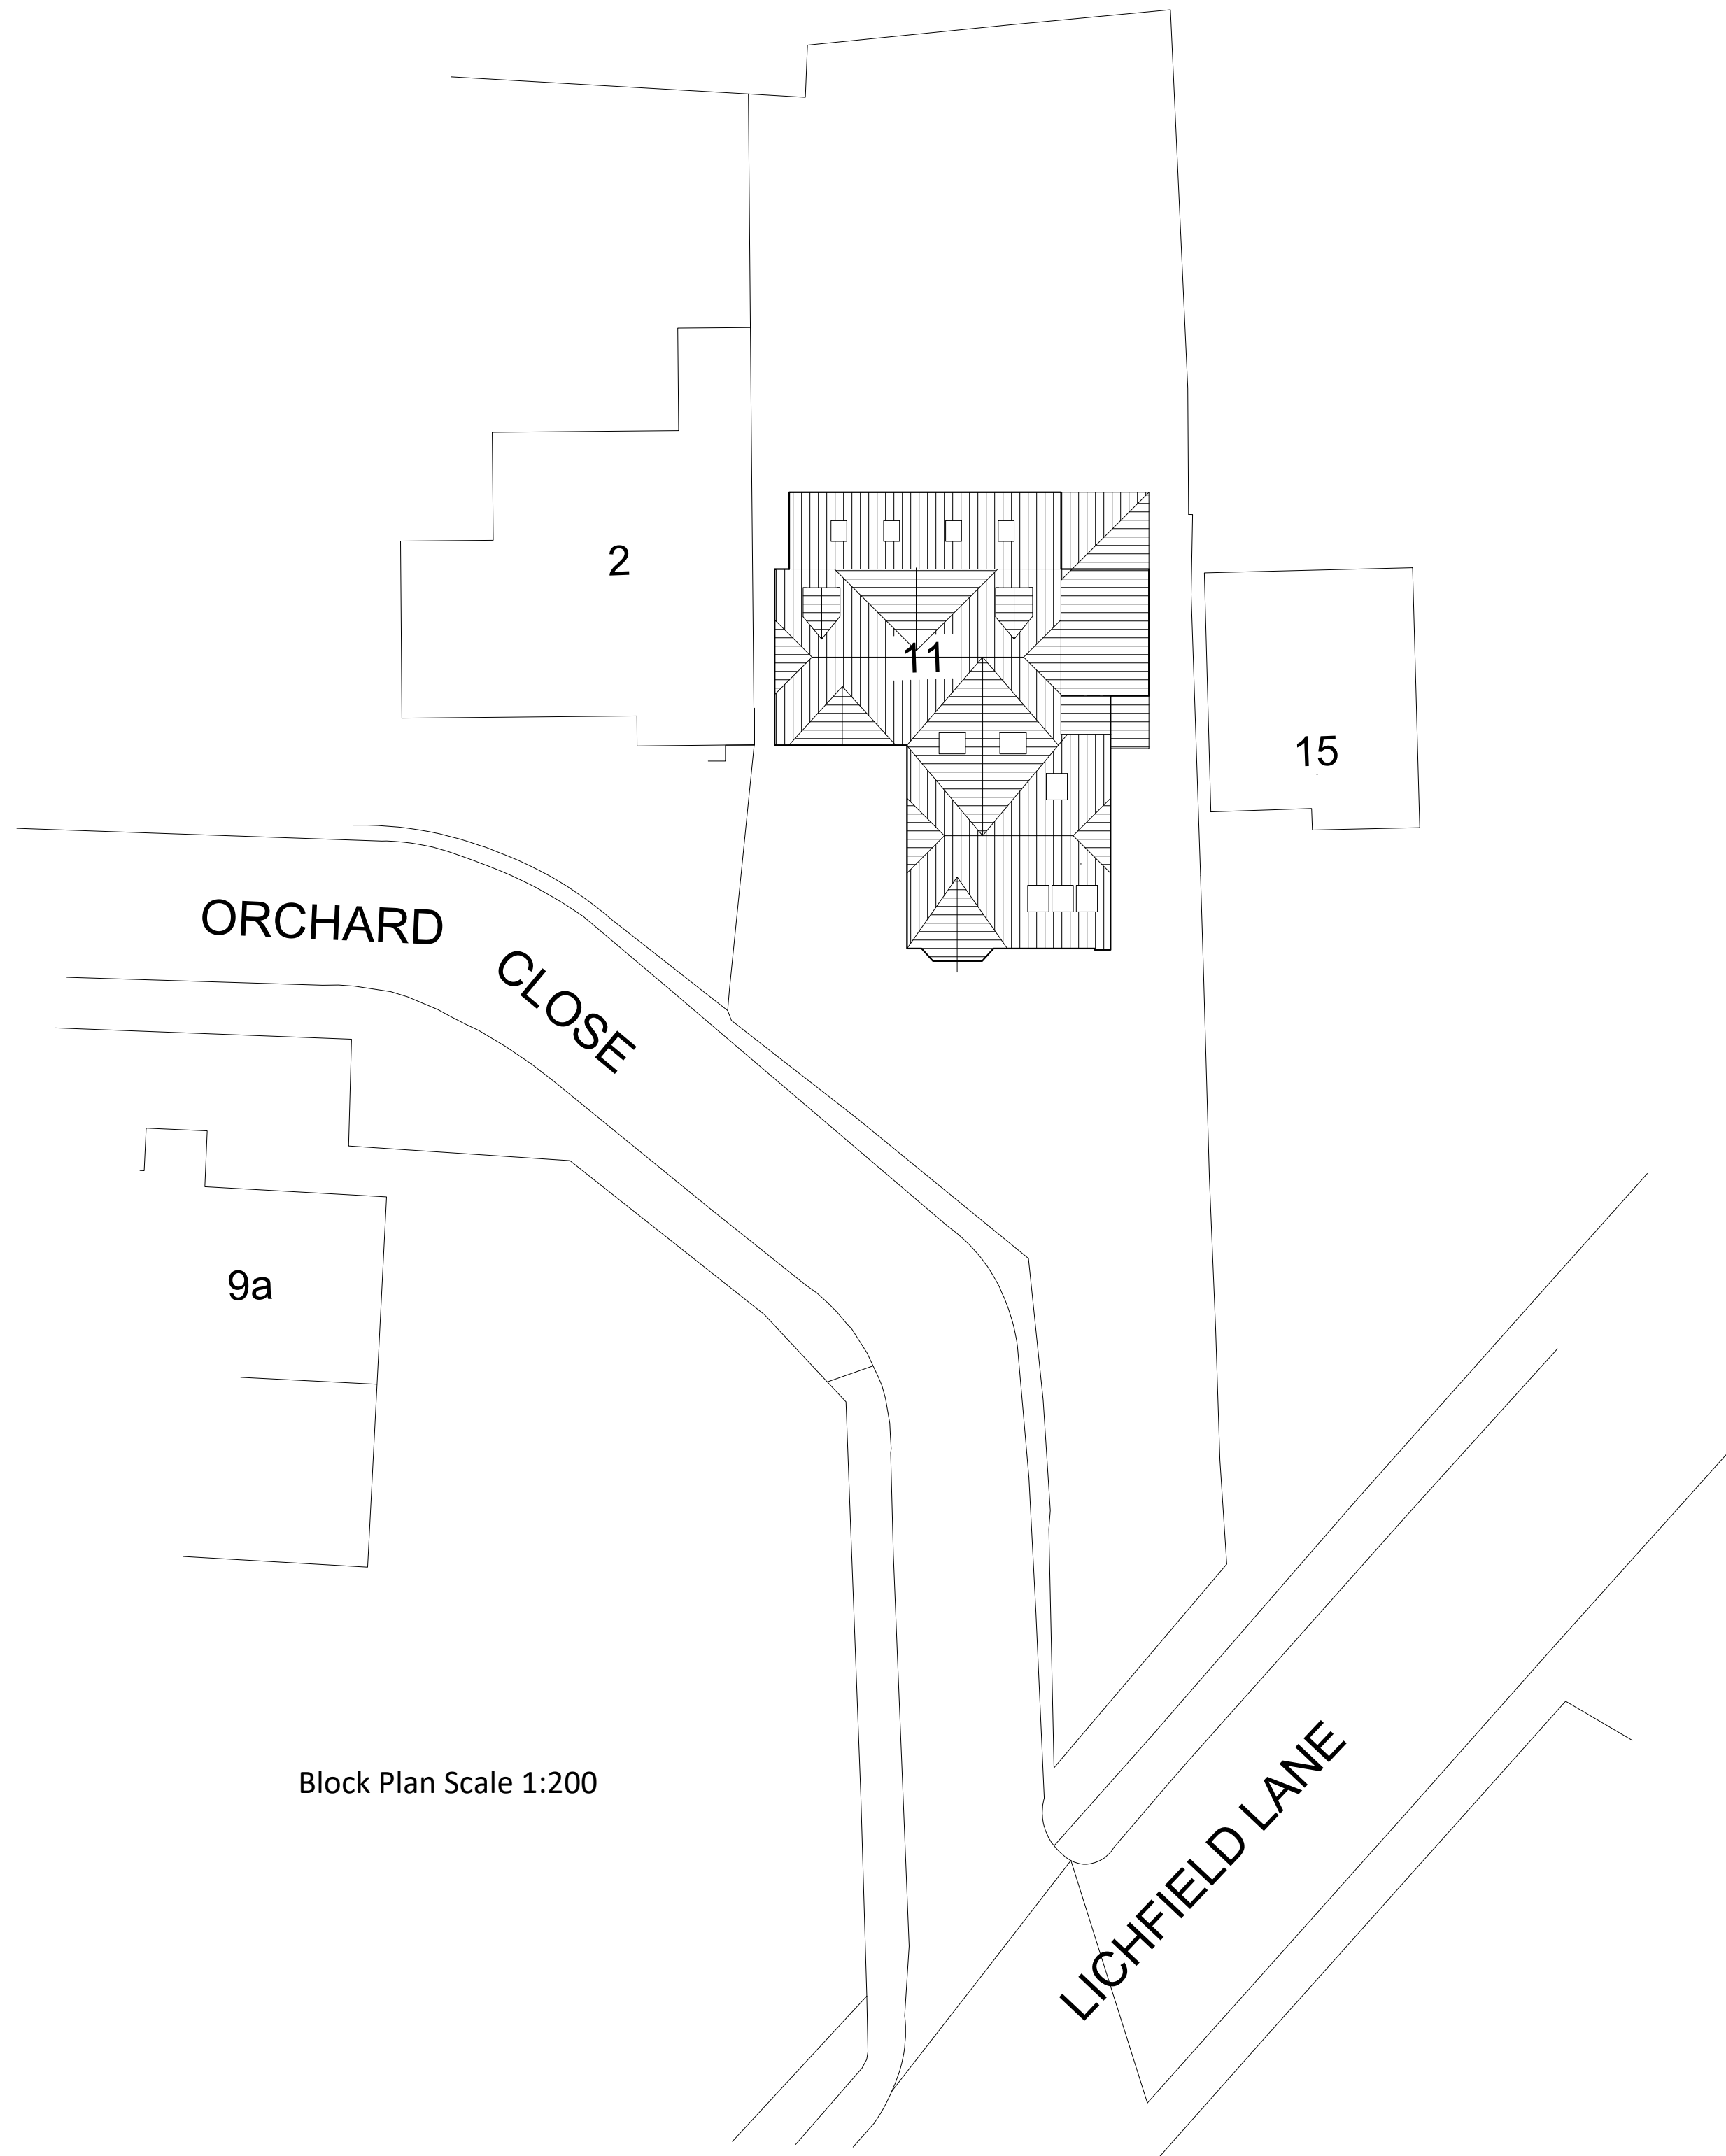 2
11
15
ORCHARD
CLOSE
9a
Block Plan Scale 1:200
LICHFIELD LANE